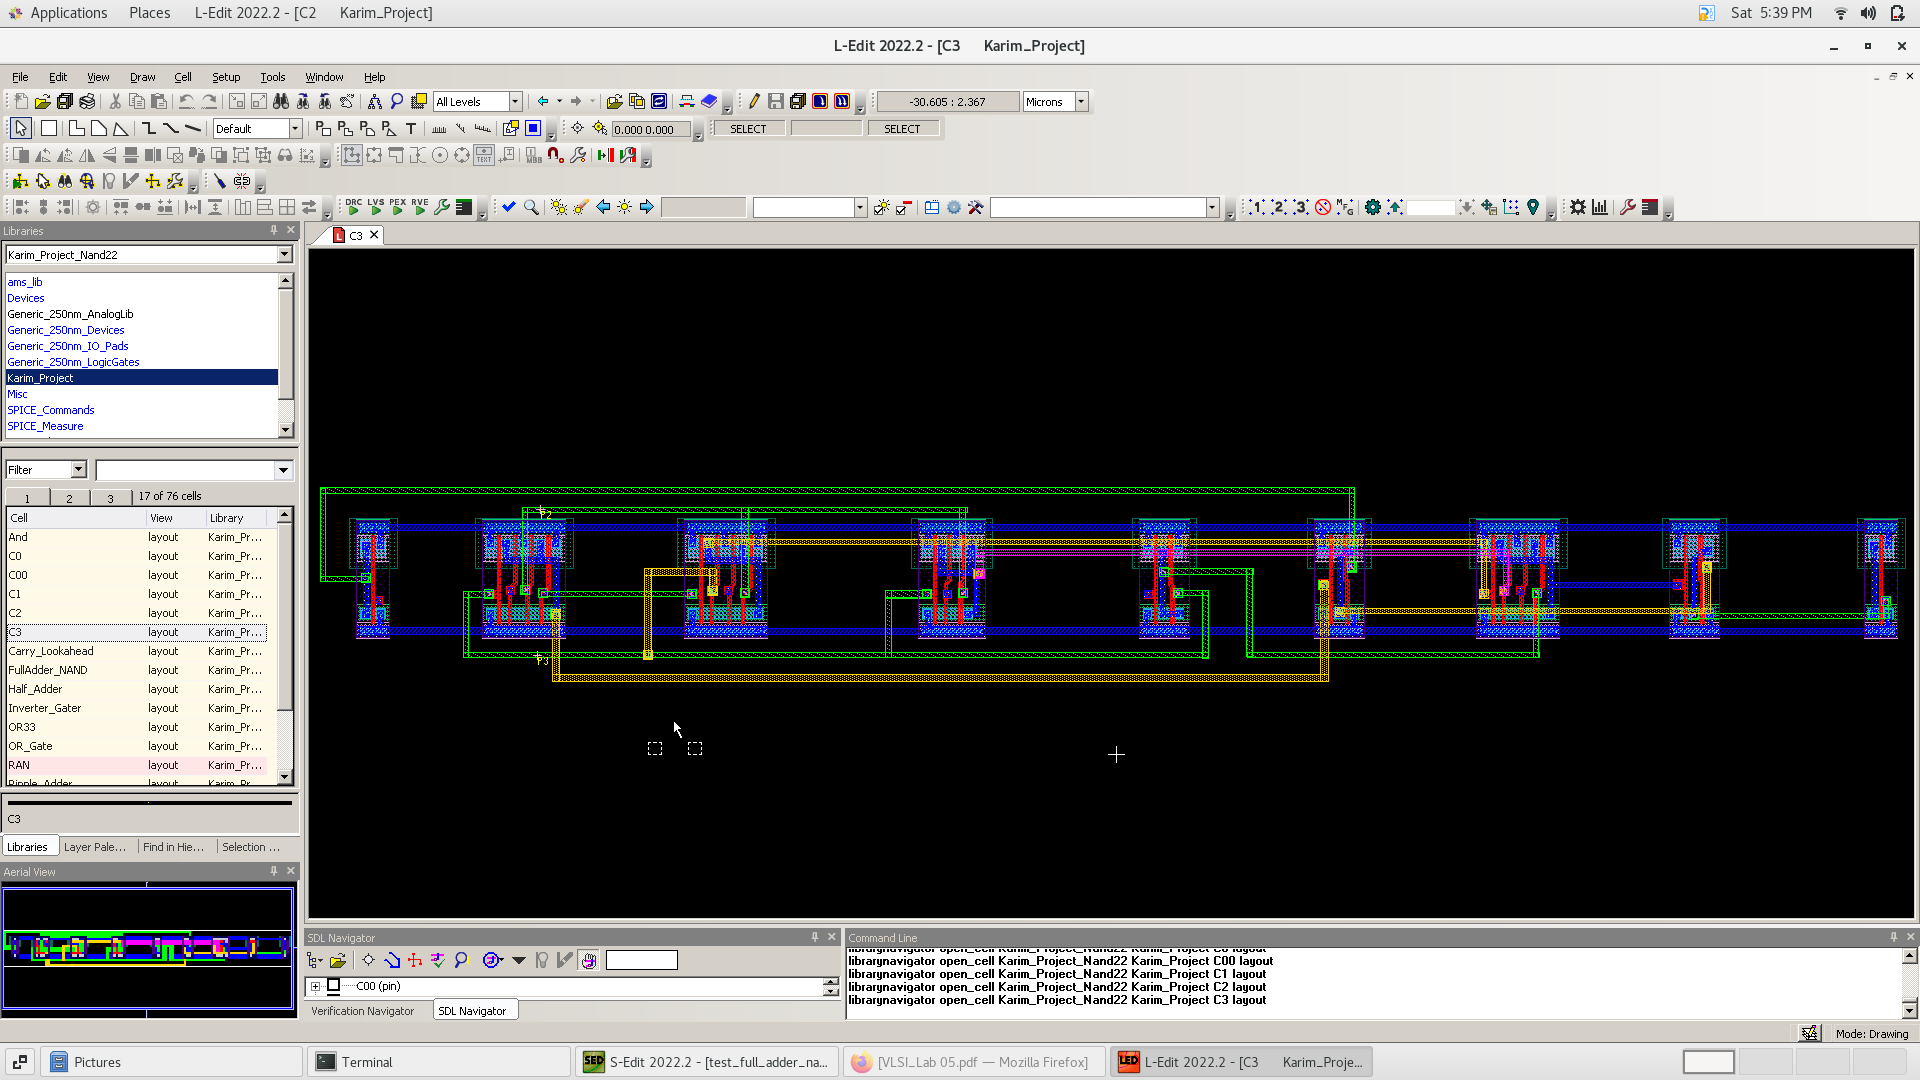 Applications Places L-Edit 2022.2 - [C2 Karim_Project] Sat 5:39 PM
L-Edit 2022.2 - [C3 Karim_Project]
File Edit View Draw Cell Setup Tools Window Help
All Levels -30.605 : 2.367 Microns
Default 0.000 0.000 SELECT SELECT
TEXT
DRC LVS PEX RVE 1 2 3
Libraries
C3
Karim_Project_Nand22
ams_lib
Devices
Generic_250nm_AnalogLib
Generic_250nm_Devices
Generic_250nm_IO_Pads
Generic_250nm_LogicGates
Karim_Project
Misc
SPICE_Commands
SPICE_Measure
Filter
1 2 3 17 of 76 cells
Cell View Library
And layout Karim_Pr...
C0 layout Karim_Pr...
C00 layout Karim_Pr...
C1 layout Karim_Pr...
C2 layout Karim_Pr...
C3 layout Karim_Pr...
Carry_Lookahead layout Karim_Pr...
FullAdder_NAND layout Karim_Pr...
Half_Adder layout Karim_Pr...
Inverter_Gater layout Karim_Pr...
OR33 layout Karim_Pr...
OR_Gate layout Karim_Pr...
RAN layout Karim_Pr...
Ripple_Adder layout Karim_Pr...
P2
P3
C3
Libraries Layer Pale... Find in Hie... Selection ...
Aerial View
SDL Navigator
C00 (pin)
Verification Navigator SDL Navigator
Command Line
librarynavigator open_cell Karim_Project_Nand22 Karim_Project C0 layout
librarynavigator open_cell Karim_Project_Nand22 Karim_Project C00 layout
librarynavigator open_cell Karim_Project_Nand22 Karim_Project C1 layout
librarynavigator open_cell Karim_Project_Nand22 Karim_Project C2 layout
librarynavigator open_cell Karim_Project_Nand22 Karim_Project C3 layout
Mode: Drawing
Pictures Terminal SED S-Edit 2022.2 - [test_full_adder_na... [VLSI_Lab 05.pdf — Mozilla Firefox] LED L-Edit 2022.2 - [C3 Karim_Proje...